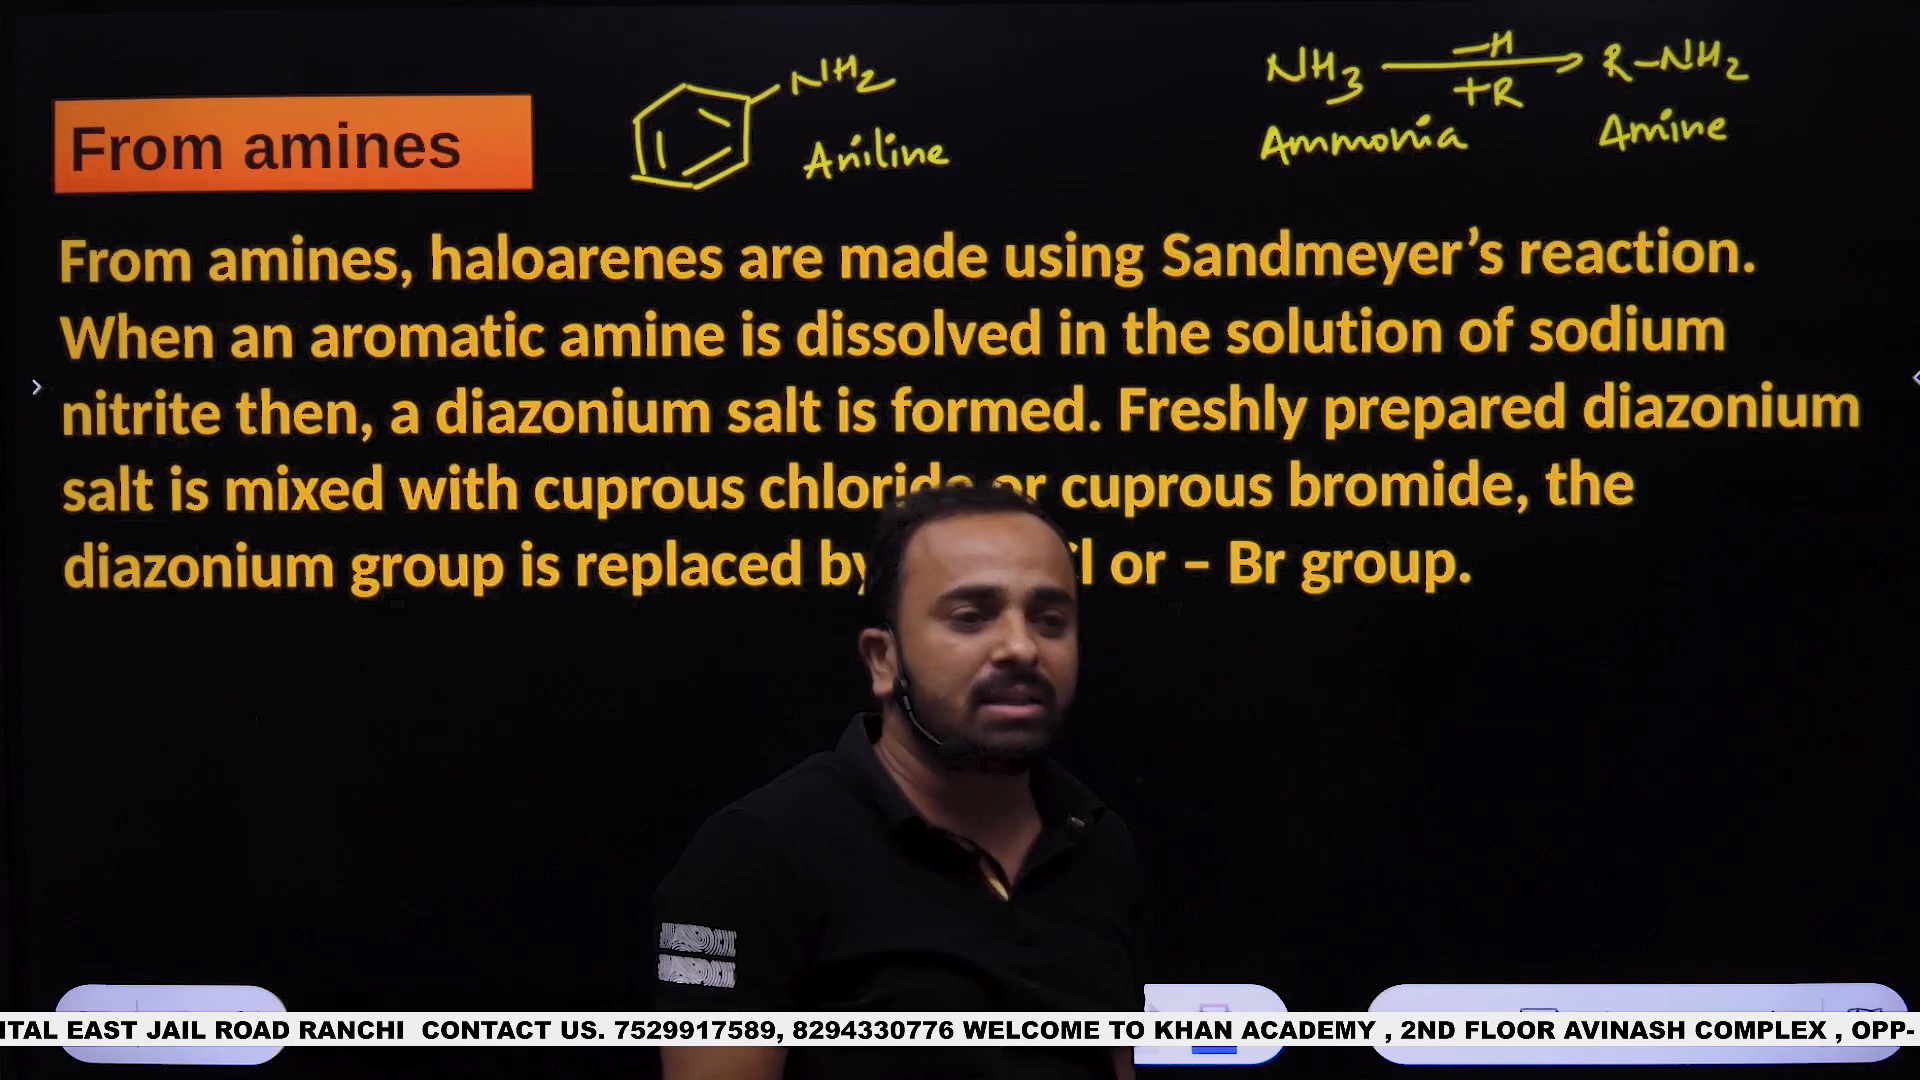 NH3 —H +R R–NH2
NH2
From amines
Aniline
Ammonia Amine
From amines, haloarenes are made using Sandmeyer’s reaction.
When an aromatic amine is dissolved in the solution of sodium
nitrite then, a diazonium salt is formed. Freshly prepared diazonium
salt is mixed with cuprous chloride or cuprous bromide, the
diazonium group is replaced by Cl or – Br group.
ITAL EAST JAIL ROAD RANCHI CONTACT US. 7529917589, 8294330776 WELCOME TO KHAN ACADEMY , 2ND FLOOR AVINASH COMPLEX , OPP-